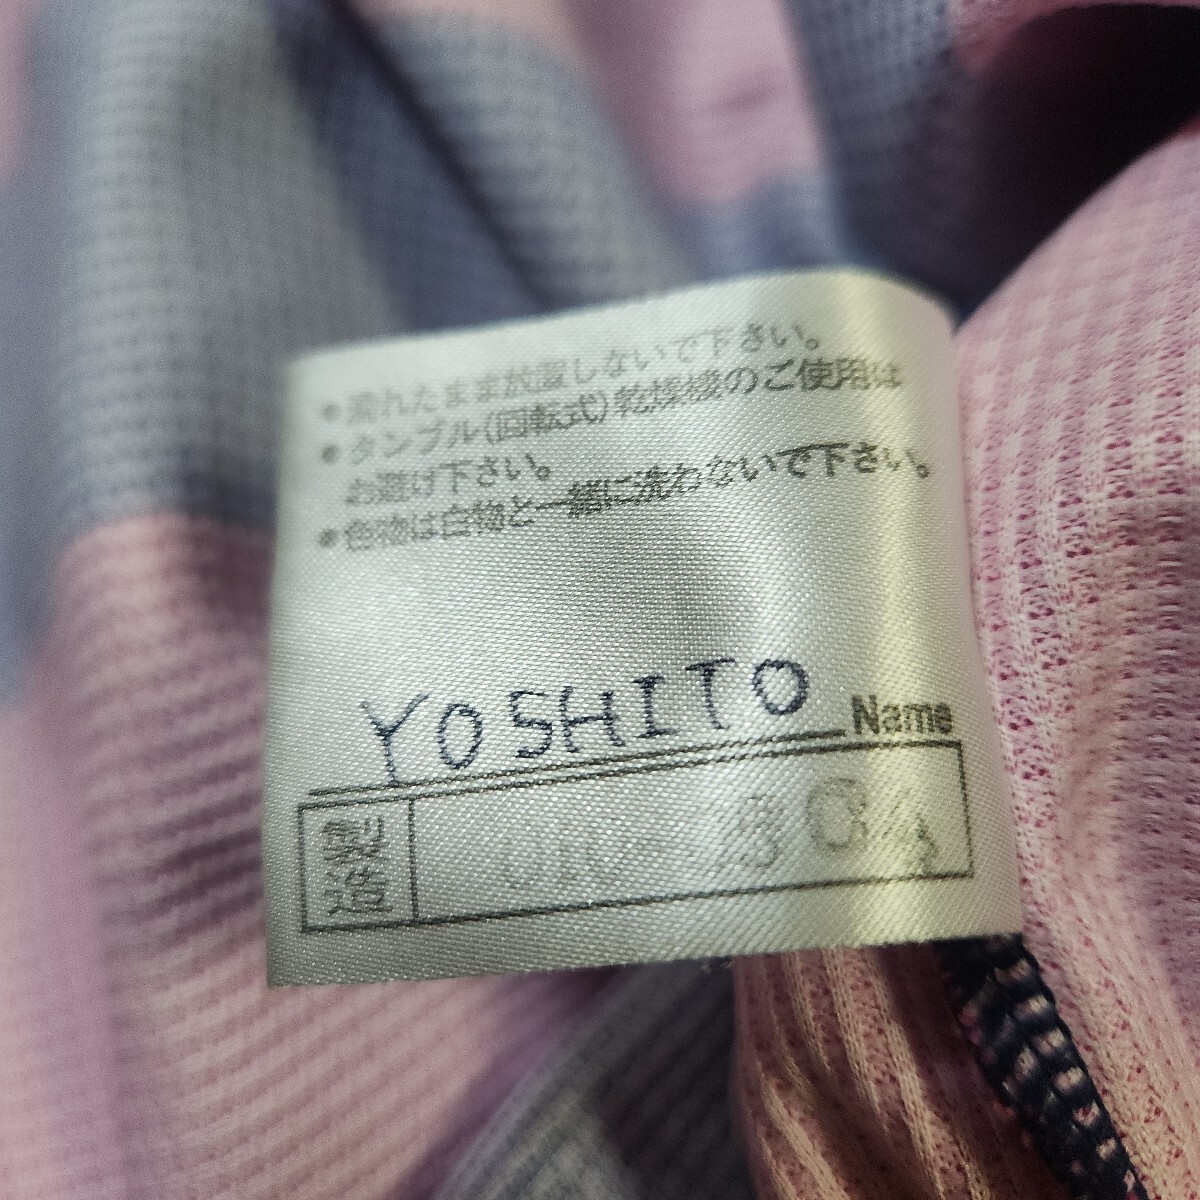 ●濡れたまま放置しないで下さい。
●タンブル(回転式)乾燥機のご使用は
お避け下さい。
●色物は白物と一緒に洗わないで下さい。
YOSHITO
Name
製造